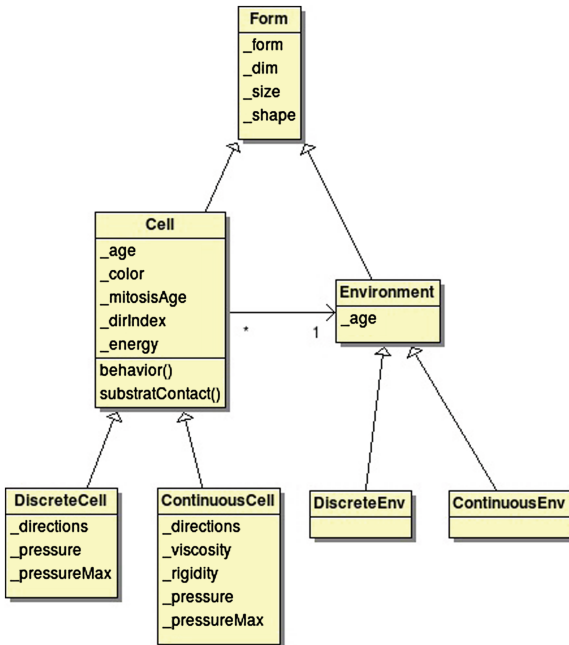 Form
_form
_dim
_size
_shape
Cell
_age
_color
_mitosisAge
_dirIndex
_energy
behavior()
substratContact()
* 1
Environment
_age
DiscreteCell
_directions
_pressure
_pressureMax
ContinuousCell
_directions
_viscosity
_rigidity
_pressure
_pressureMax
DiscreteEnv
ContinuousEnv